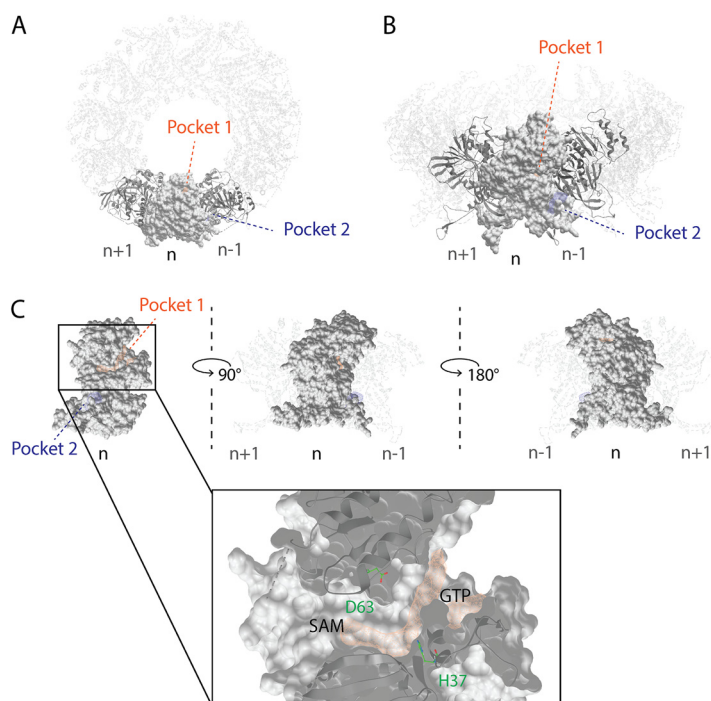 A
B
Pocket 1
Pocket 1
Pocket 2
Pocket 2
n+1
n
n-1
n+1
n
n-1
C
Pocket 1
90°
180°
Pocket 2
n
n+1
n
n-1
n-1
n
n+1
GTP
D63
SAM
H37